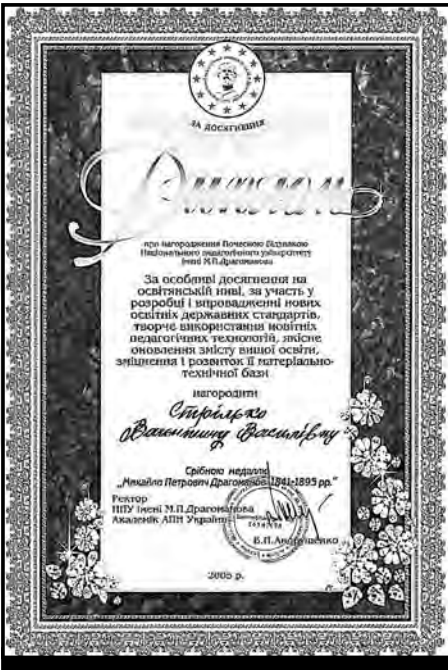 ЗА ДОСЯГНЕННЯ
Диплом
про нагородження Почесною Відзнакою
Національного педагогічного університету
імені М.П.Драгоманова
За особливі досягнення на
освітянській ниві, за участь у
розробці і впровадженні нових
освітніх державних стандартів,
творче використання новітніх
педагогічних технологій, якісне
оновлення змісту вищої освіти,
зміцнення і розвиток її матеріально-
технічної бази
нагородити
Стрілько
Валентину Василівну
Срібною медаллю
„Михайло Петрович Драгоманов 1841-1895 рр.”
Ректор
НПУ імені М.П.Драгоманова
Академік АПН України
В.П.Андрущенко
2005 р.